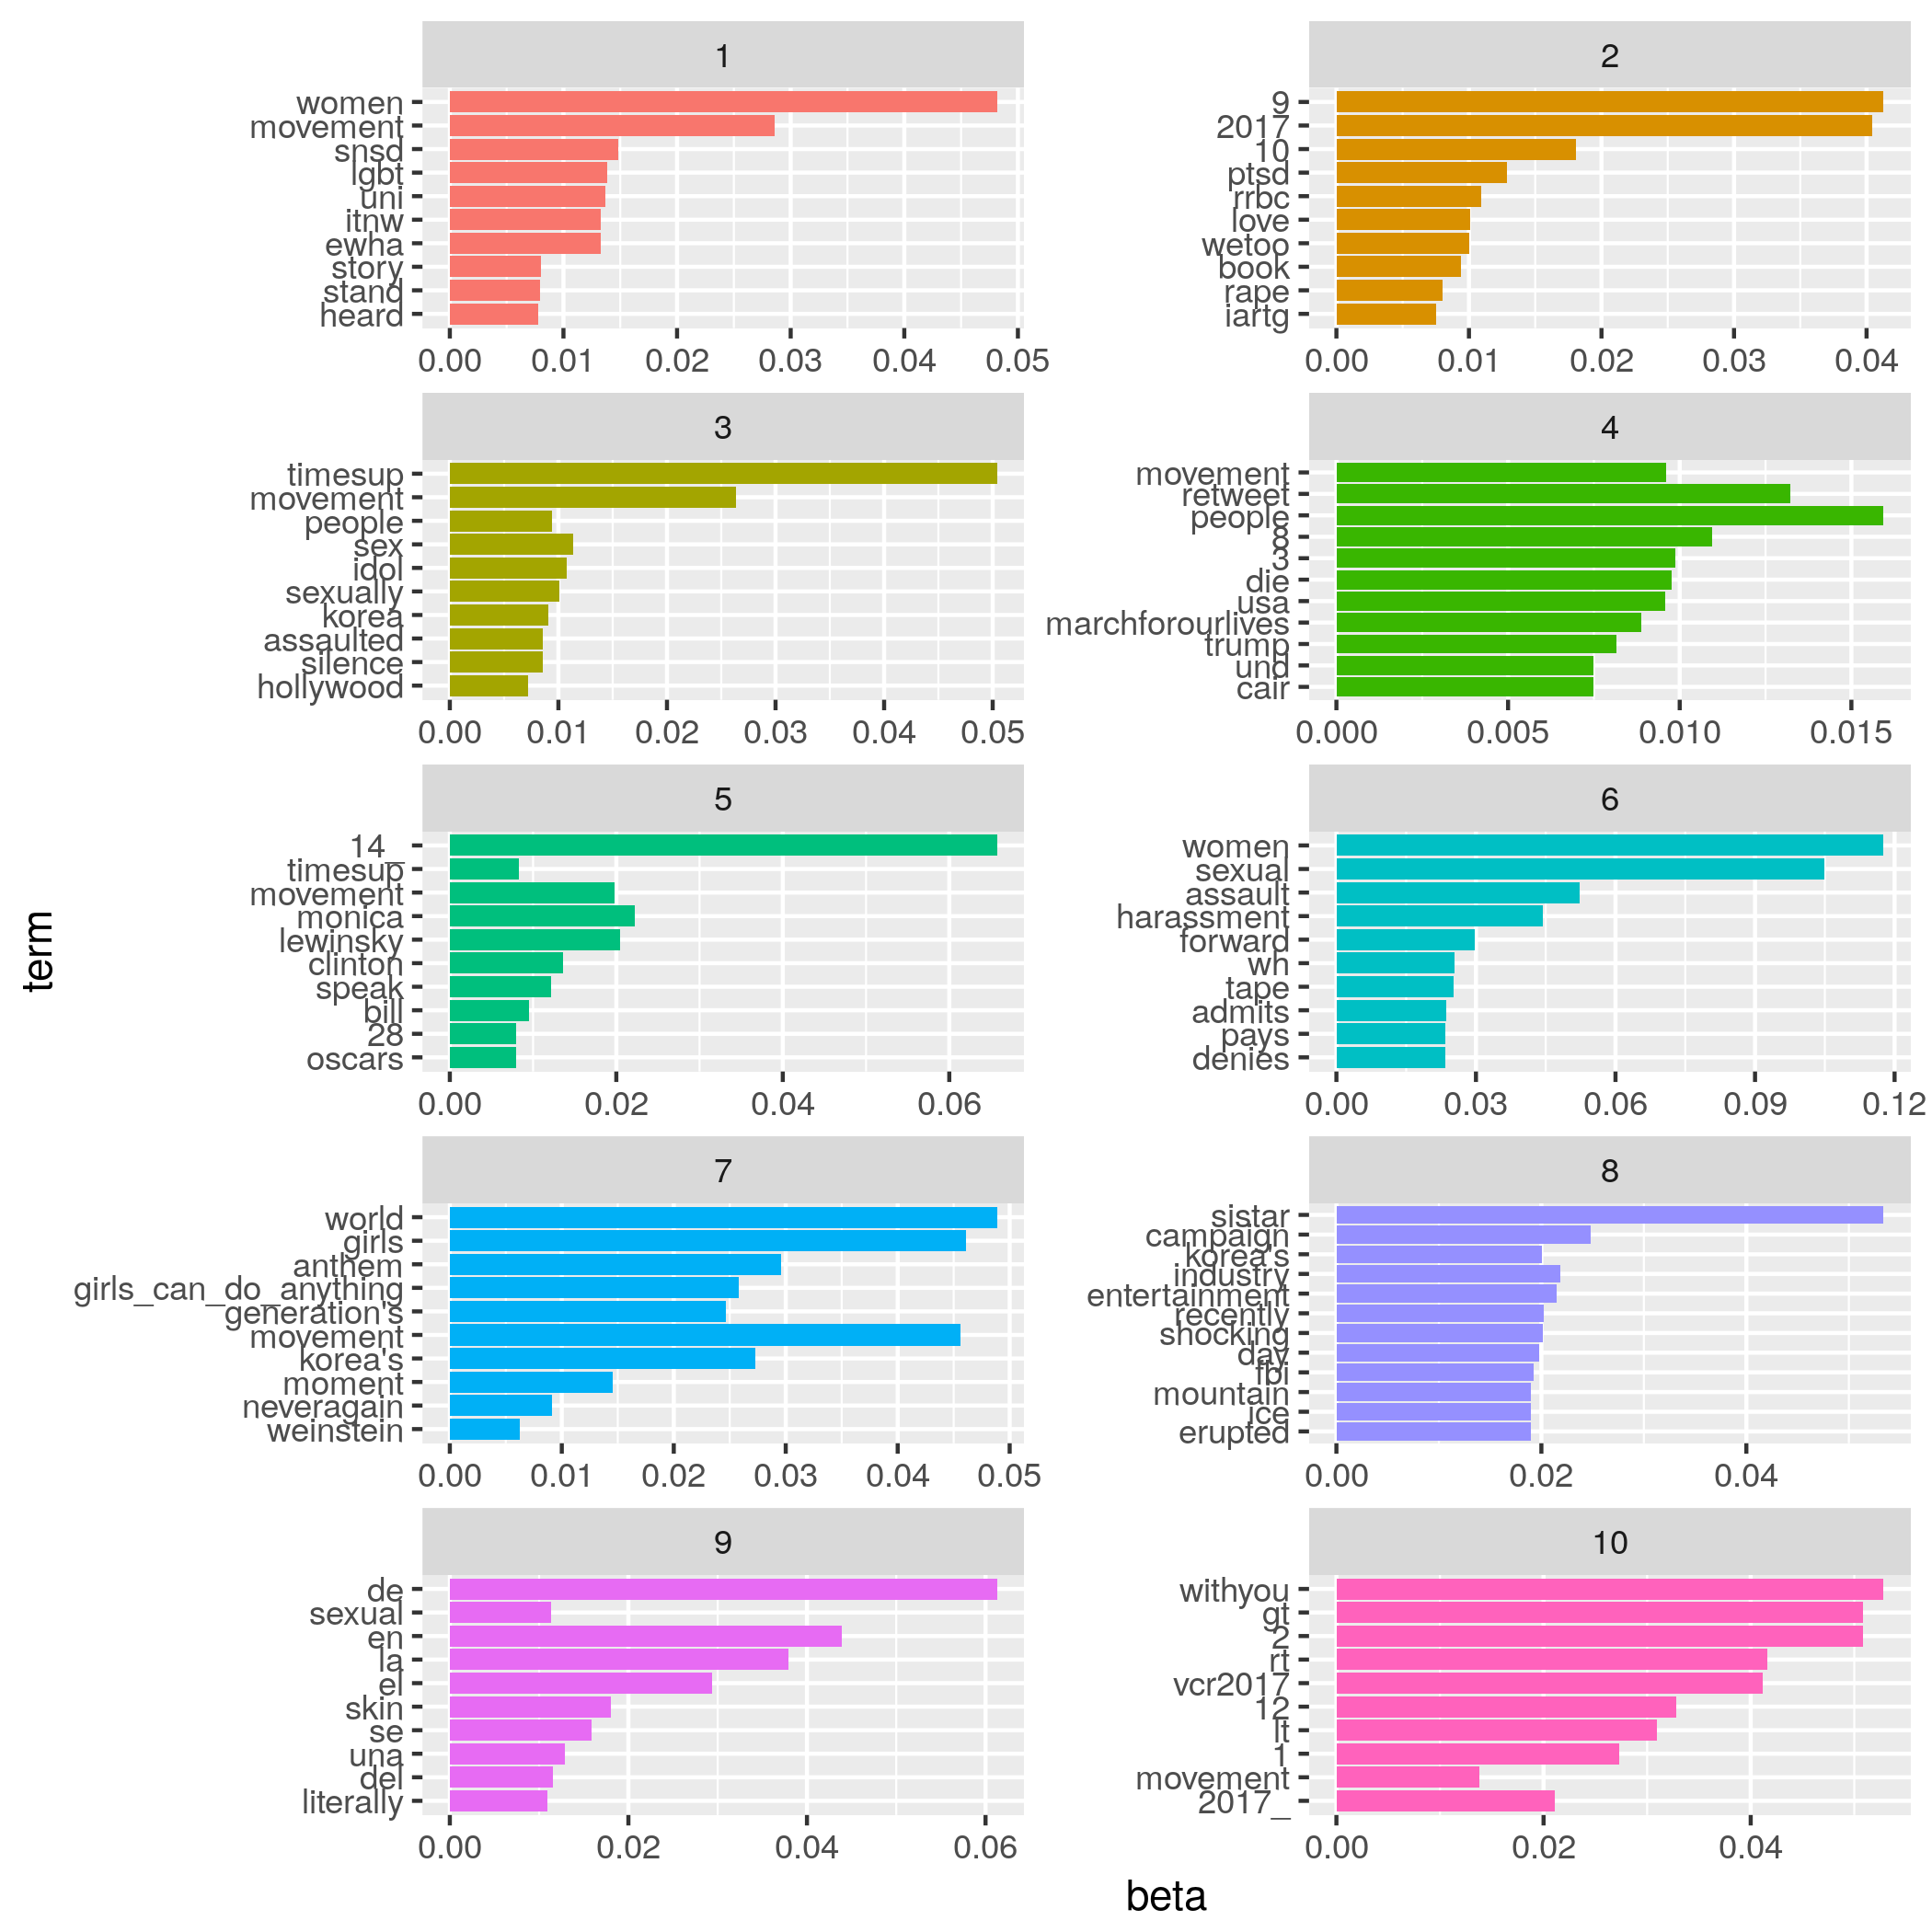 1
women
movement
snsd
lgbt
uni
itnw
ewha
story
stand
heard
0.00 0.01 0.02 0.03 0.04 0.05
2
9
2017
10
ptsd
rrbc
love
wetoo
book
rape
iartg
0.00 0.01 0.02 0.03 0.04
3
timesup
movement
people
sex
idol
sexually
korea
assaulted
silence
hollywood
0.00 0.01 0.02 0.03 0.04 0.05
4
movement
retweet
people
8
3
die
usa
marchforourlives
trump
und
cair
0.000 0.005 0.010 0.015
5
14_
timesup
movement
monica
lewinsky
clinton
speak
bill
28
oscars
0.00 0.02 0.04 0.06
6
women
sexual
assault
harassment
forward
wh
tape
admits
pays
denies
0.00 0.03 0.06 0.09 0.12
7
world
girls
anthem
girls_can_do_anything
generation's
movement
korea's
moment
neveragain
weinstein
0.00 0.01 0.02 0.03 0.04 0.05
8
sistar
campaign
korea's
industry
entertainment
recently
shocking
day
fbi
mountain
ice
erupted
0.00 0.02 0.04
9
de
sexual
en
la
el
skin
se
una
del
literally
0.00 0.02 0.04 0.06
10
withyou
gt
2
rt
vcr2017
12
lt
1
movement
2017_
0.00 0.02 0.04
term
beta